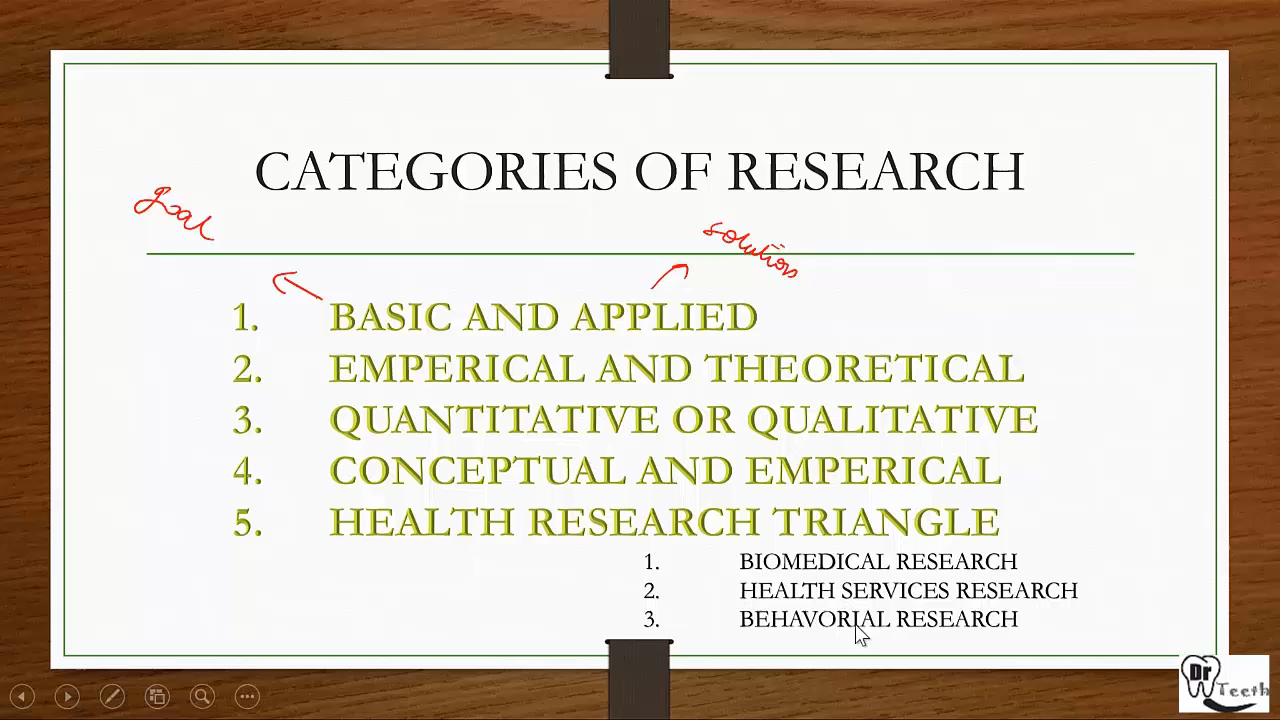 CATEGORIES OF RESEARCH
goal
solution
1. BASIC AND APPLIED
2. EMPERICAL AND THEORETICAL
3. QUANTITATIVE OR QUALITATIVE
4. CONCEPTUAL AND EMPERICAL
5. HEALTH RESEARCH TRIANGLE
1. BIOMEDICAL RESEARCH
2. HEALTH SERVICES RESEARCH
3. BEHAVORIAL RESEARCH
Dr
Teeth